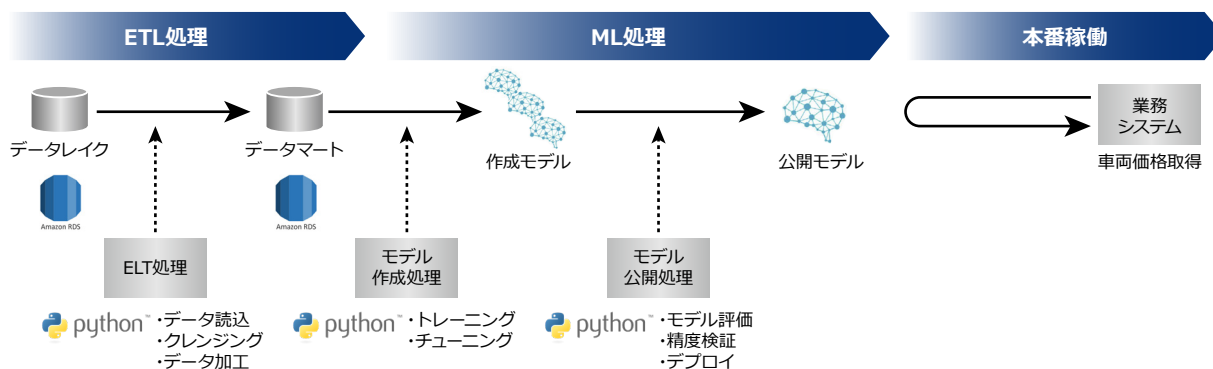 ETL処理
ML処理
本番稼働
データレイク
データマート
作成モデル
公開モデル
業務
システム
車両価格取得
Amazon RDS
Amazon RDS
ELT処理
モデル
作成処理
モデル
公開処理
python™
・データ読込
・クレンジング
・データ加工
python™
・トレーニング
・チューニング
python™
・モデル評価
・精度検証
・デプロイ